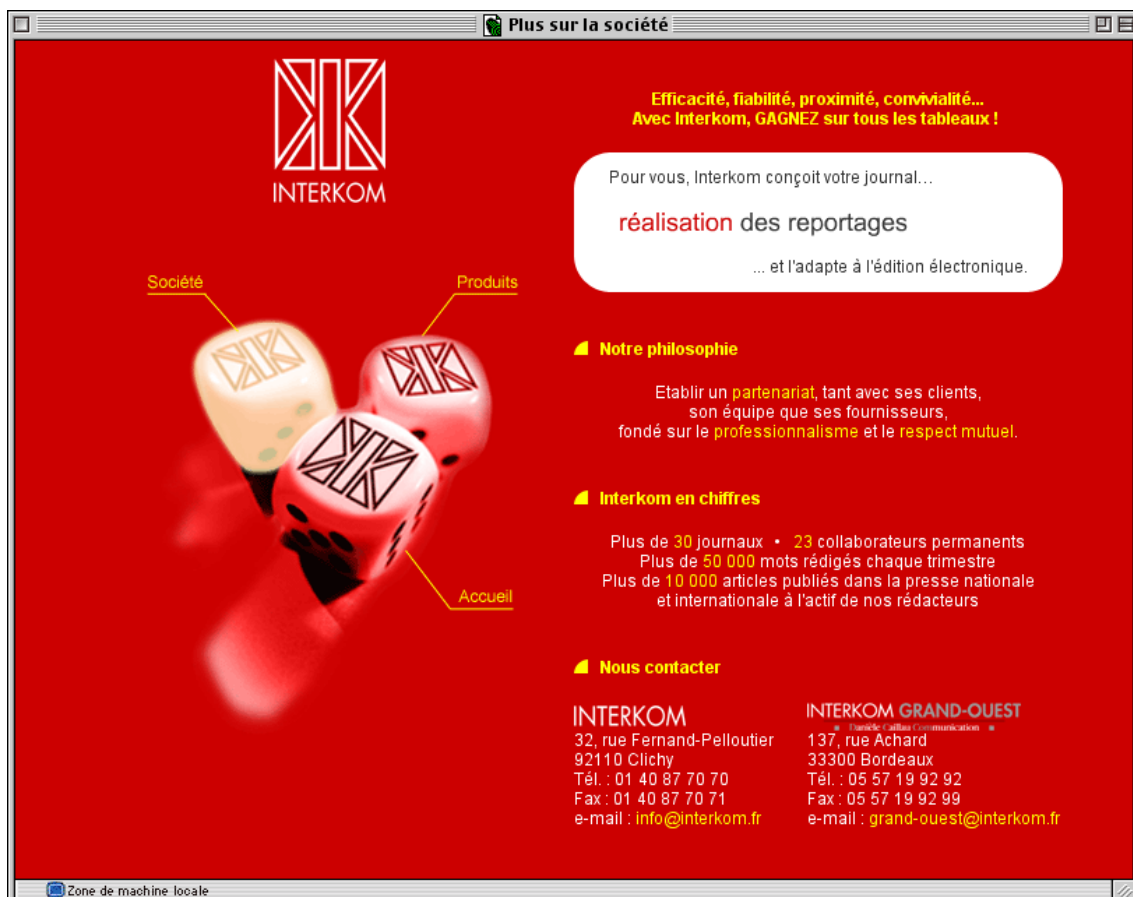 Plus sur la société
INTERKOM
Efficacité, fiabilité, proximité, convivialité...
Avec Interkom, GAGNEZ sur tous les tableaux !
Pour vous, Interkom conçoit votre journal...
réalisation des reportages
... et l'adapte à l'édition électronique.
Société
Produits
Accueil
Notre philosophie
Etablir un partenariat, tant avec ses clients,
son équipe que ses fournisseurs,
fondé sur le professionnalisme et le respect mutuel.
Interkom en chiffres
Plus de 30 journaux • 23 collaborateurs permanents
Plus de 50 000 mots rédigés chaque trimestre
Plus de 10 000 articles publiés dans la presse nationale
et internationale à l'actif de nos rédacteurs
Nous contacter
INTERKOM
32, rue Fernand-Pelloutier
92110 Clichy
Tél. : 01 40 87 70 70
Fax : 01 40 87 70 71
e-mail : info@interkom.fr
INTERKOM GRAND-OUEST
Danièle Caillau Communication
137, rue Achard
33300 Bordeaux
Tél. : 05 57 19 92 92
Fax : 05 57 19 92 99
e-mail : grand-ouest@interkom.fr
Zone de machine locale